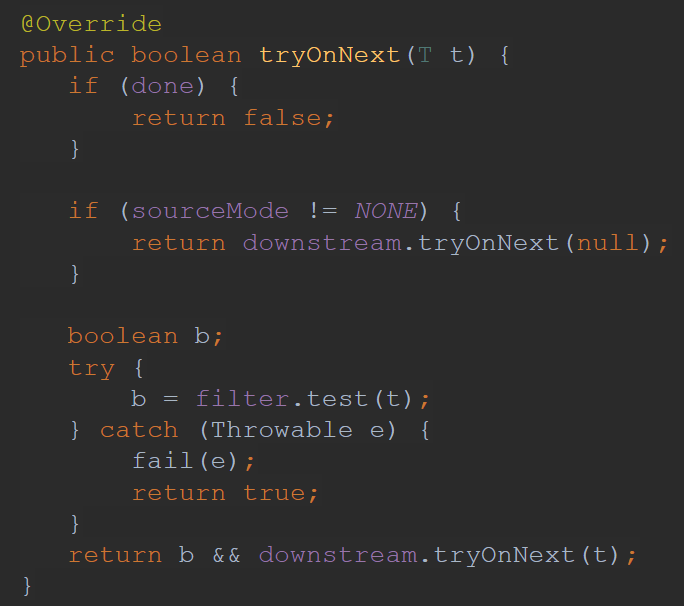 @Override
public boolean tryOnNext(T t) {
if (done) {
return false;
}
if (sourceMode != NONE) {
return downstream.tryOnNext(null);
}
boolean b;
try {
b = filter.test(t);
} catch (Throwable e) {
fail(e);
return true;
}
return b && downstream.tryOnNext(t);
}